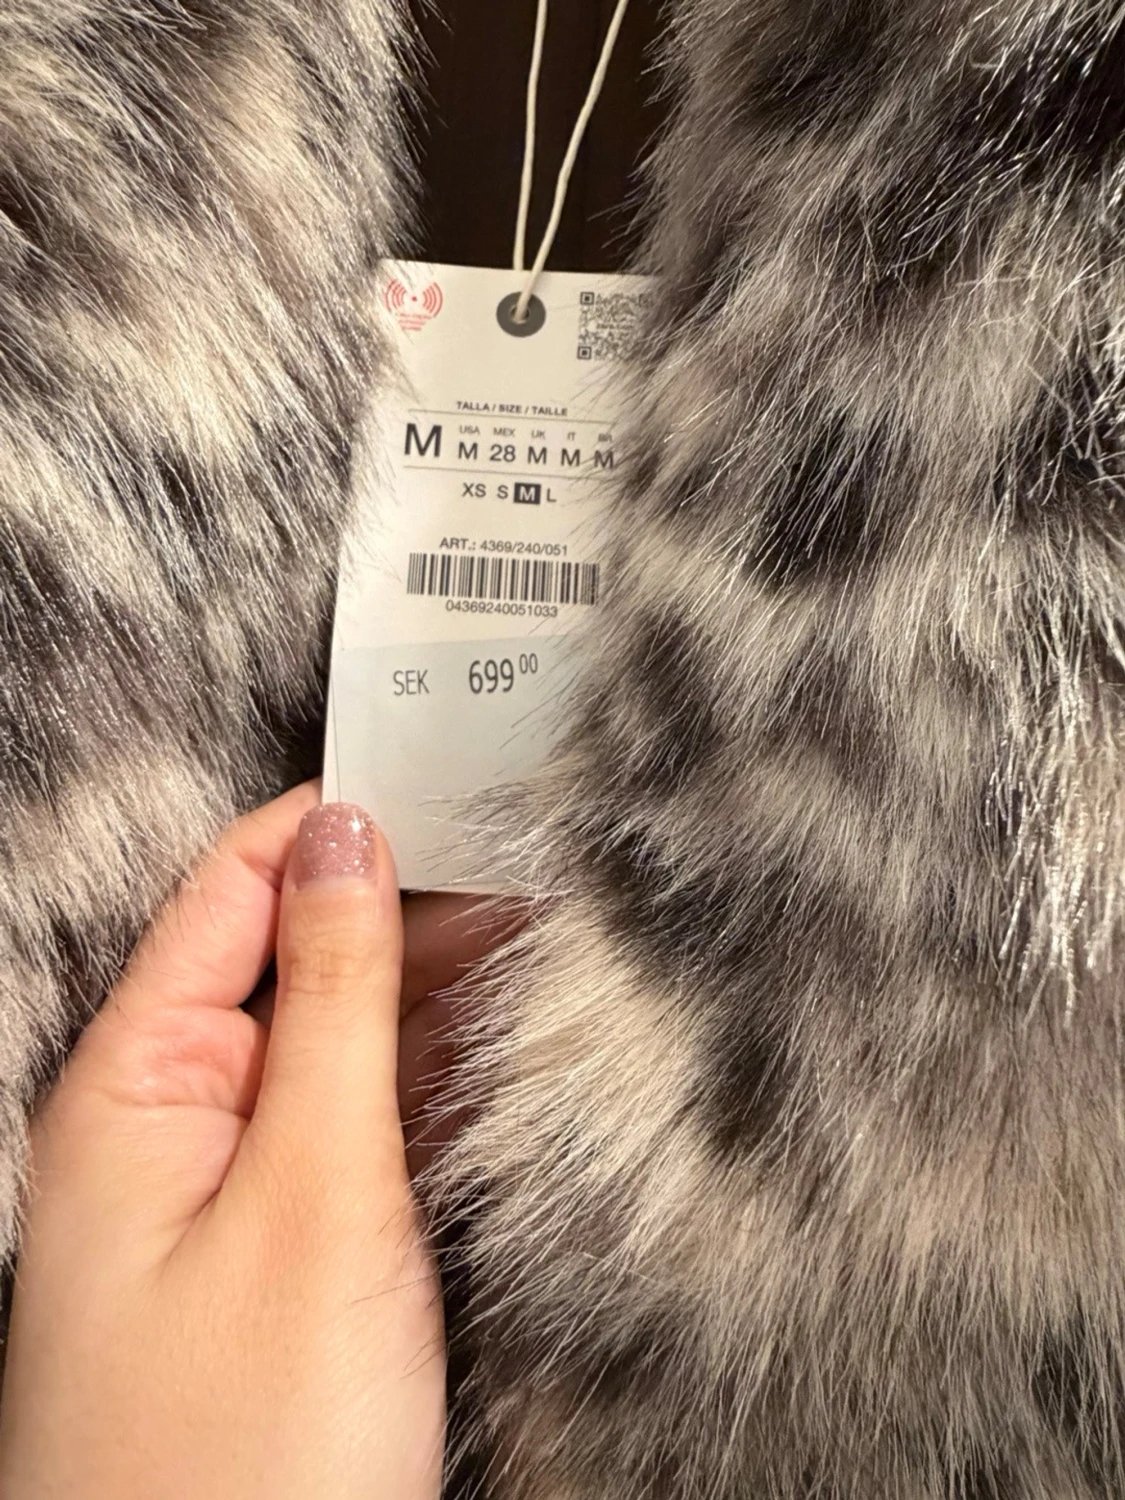 TALLA / SIZE / TAILLE
USA MEX UK IT BR
M M 28 M M M
XS S M L
ART.: 4369/240/051
04369240051033
SEK 699 00